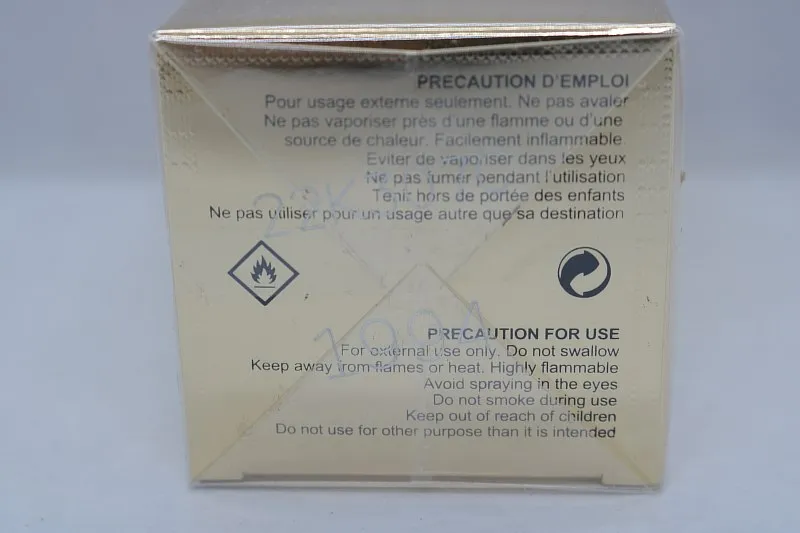 PRECAUTION D'EMPLOI
Pour usage externe seulement. Ne pas avaler
Ne pas vaporiser près d'une flamme ou d'une
source de chaleur. Facilement inflammable
Eviter de vaporiser dans les yeux
Ne pas fumer pendant l'utilisation
Tenir hors de portée des enfants
Ne pas utiliser pour un usage autre que sa destination
1994
PRECAUTION FOR USE
For external use only. Do not swallow
Keep away from flames or heat. Highly flammable
Avoid spraying in the eyes
Do not smoke during use
Keep out of reach of children
Do not use for other purpose than it is intended